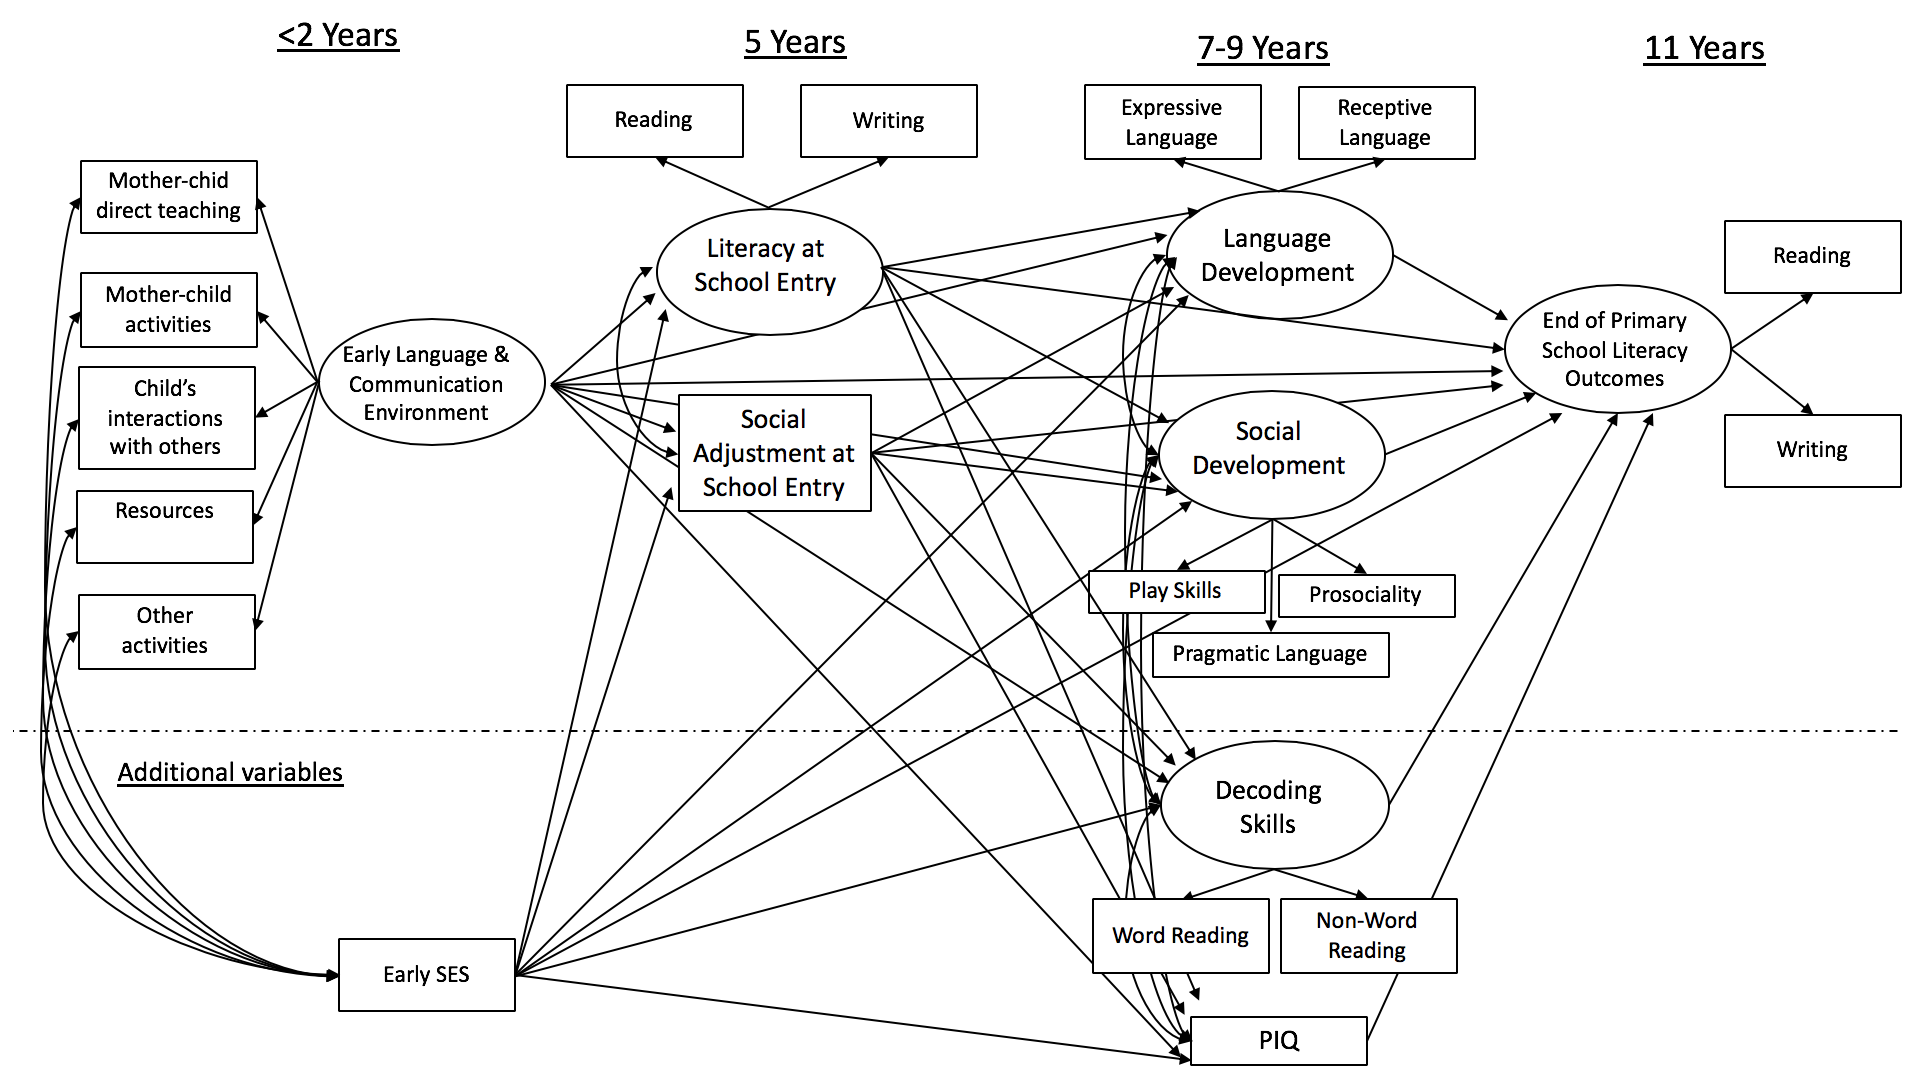 <2 Years
5 Years
7-9 Years
11 Years
Reading
Writing
Expressive
Language
Receptive
Language
Mother-chid
direct teaching
Mother-child
activities
Child's
interactions
with others
Resources
Other
activities
Early Language &
Communication
Environment
Literacy at
School Entry
Social
Adjustment at
School Entry
Language
Development
Social
Development
Play Skills
Prosociality
Pragmatic Language
End of Primary
School Literacy
Outcomes
Reading
Writing
Additional variables
Decoding
Skills
Word Reading
Non-Word
Reading
Early SES
PIQ